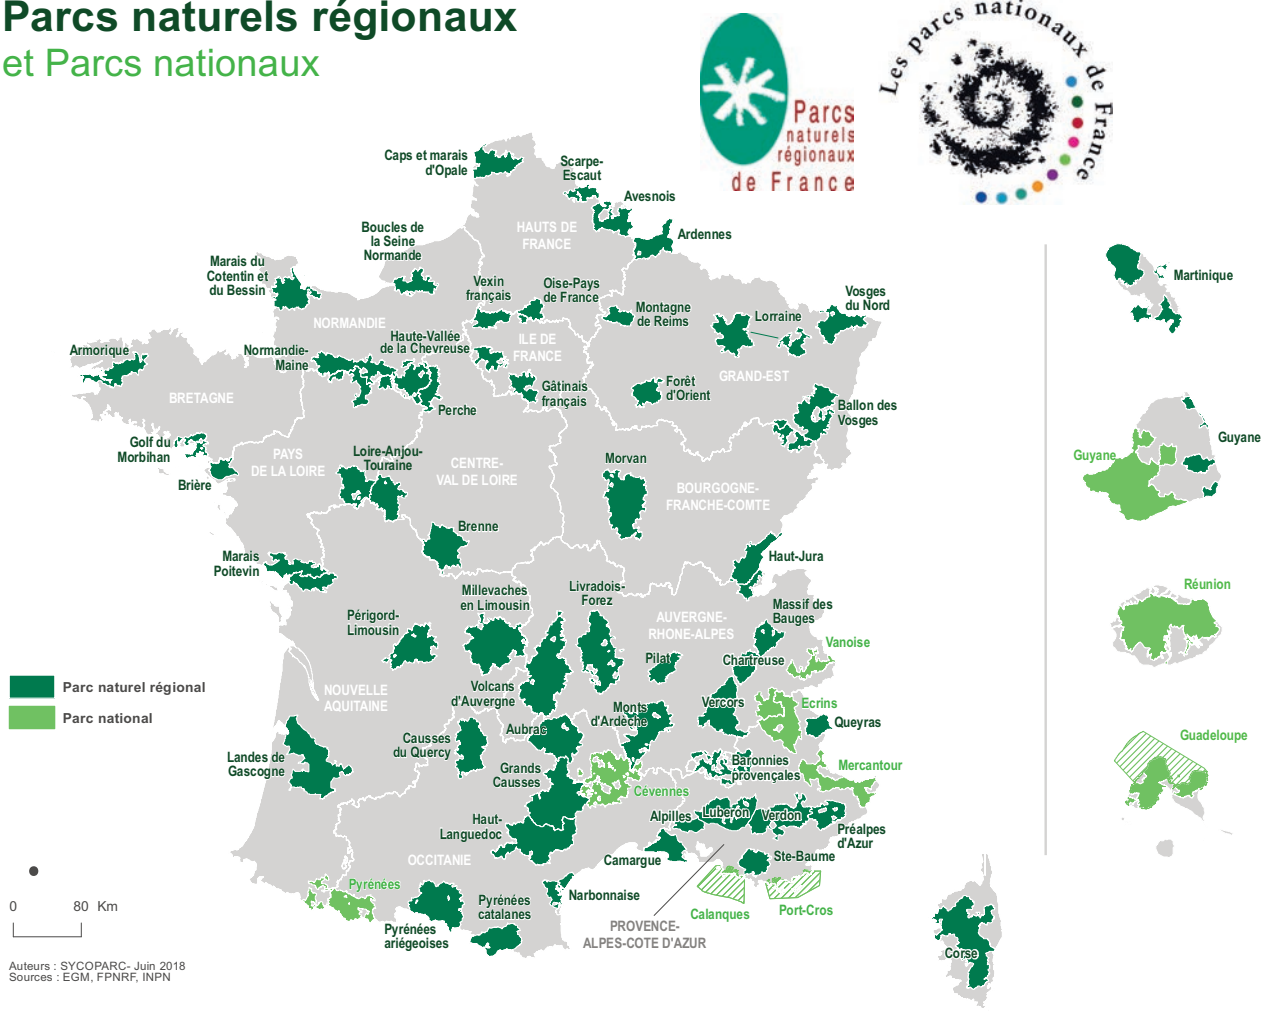 Parcs naturels régionaux
et Parcs nationaux
Parcs
naturels
régionaux
de France
Les parcs nationaux de France
Caps et marais
d'Opale
Scarpe-
Escaut
Avesnois
Ardennes
HAUTS DE
FRANCE
Boucles de
la Seine
Normande
Marais du
Cotentin et
du Bessin
Vexin
français
Oise-Pays
de France
Montagne
de Reims
Lorraine
Vosges
du Nord
NORMANDIE
Haute-Vallée
de la Chevreuse
ILE DE
FRANCE
Armorique
Normandie-
Maine
GRAND-EST
Forêt
d'Orient
Gâtinais
français
BRETAGNE
Perche
Ballon des
Vosges
Golf du
Morbihan
PAYS
DE LA LOIRE
Loire-Anjou-
Touraine
CENTRE-
VAL DE LOIRE
Morvan
Brière
BOURGOGNE-
FRANCHE-COMTE
Brenne
Marais
Poitevin
Haut-Jura
Millevaches
en Limousin
Livradois-
Forez
Périgord-
Limousin
AUVERGNE-
RHONE-ALPES
Massif des
Bauges
Vanoise
Pilat
Chartreuse
Parc naturel régional
Parc national
NOUVELLE
AQUITAINE
Volcans
d'Auvergne
Monts
d'Ardèche
Vercors
Ecrins
Queyras
Aubrac
Causses
du Quercy
Landes de
Gascogne
Grands
Causses
Baronnies
provençales
Mercantour
Cévennes
Haut-
Languedoc
Alpilles
Luberon
Verdon
Préalpes
d'Azur
OCCITANIE
Camargue
Ste-Baume
Pyrénées
Pyrénées
catalanes
Narbonnaise
Calanques
Port-Cros
Pyrénées
ariégeoises
PROVENCE-
ALPES-COTE D'AZUR
Corse
Martinique
Guyane
Guyane
Réunion
Guadeloupe
0 80 Km
Auteurs : SYCOPARC- Juin 2018
Sources : EGM, FPNRF, INPN